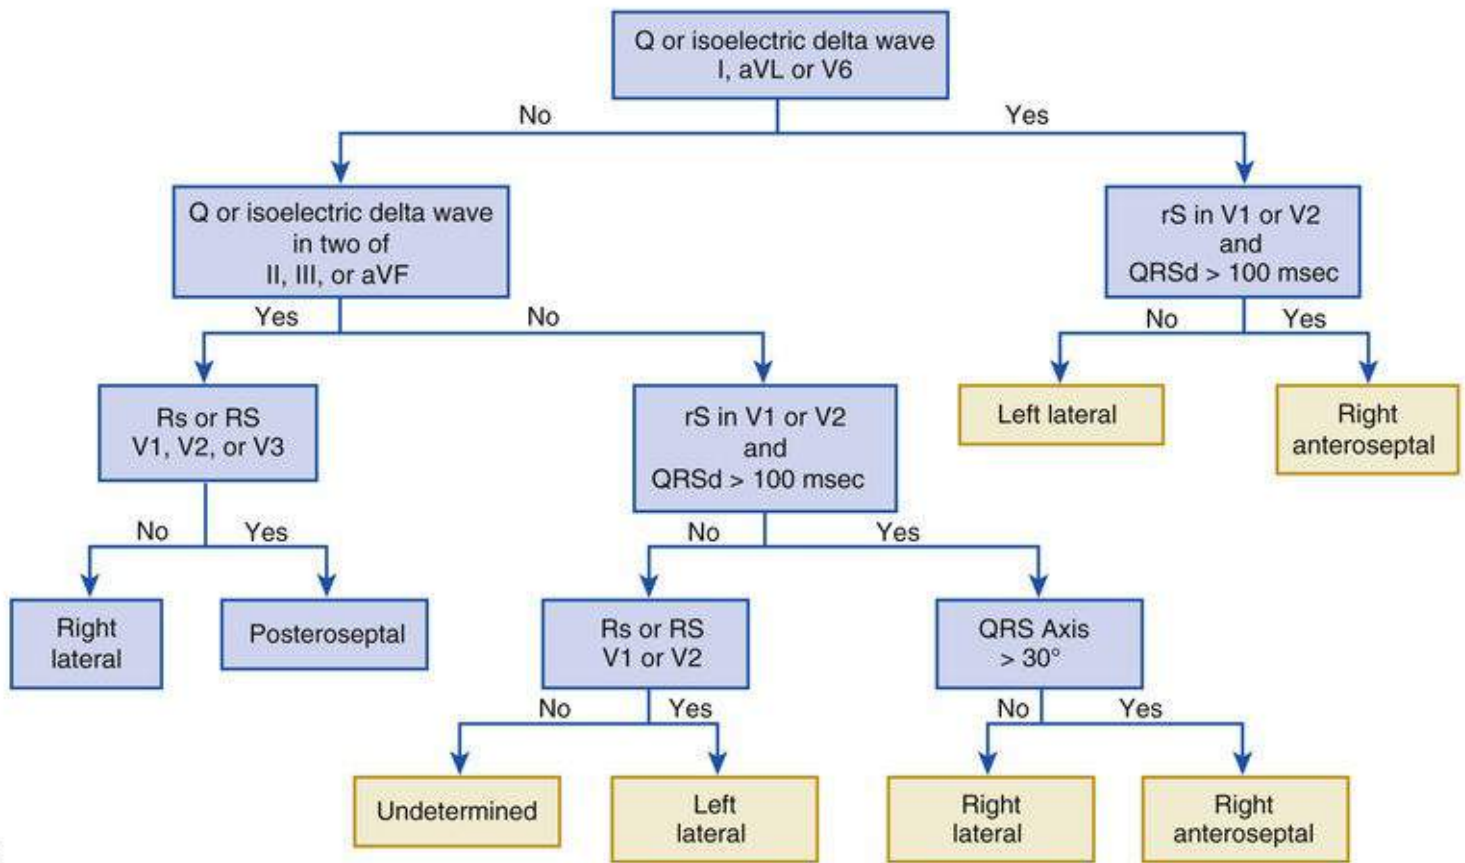 Q or isoelectric delta wave
I, aVL or V6
No
Yes
Q or isoelectric delta wave
in two of
II, III, or aVF
rS in V1 or V2
and
QRSd > 100 msec
Yes
No
No
Yes
Rs or RS
V1, V2, or V3
rS in V1 or V2
and
QRSd > 100 msec
Left lateral
Right
anteroseptal
No
Yes
No
Yes
Right
lateral
Posteroseptal
Rs or RS
V1 or V2
QRS Axis
> 30°
No
Yes
No
Yes
Undetermined
Left
lateral
Right
lateral
Right
anteroseptal